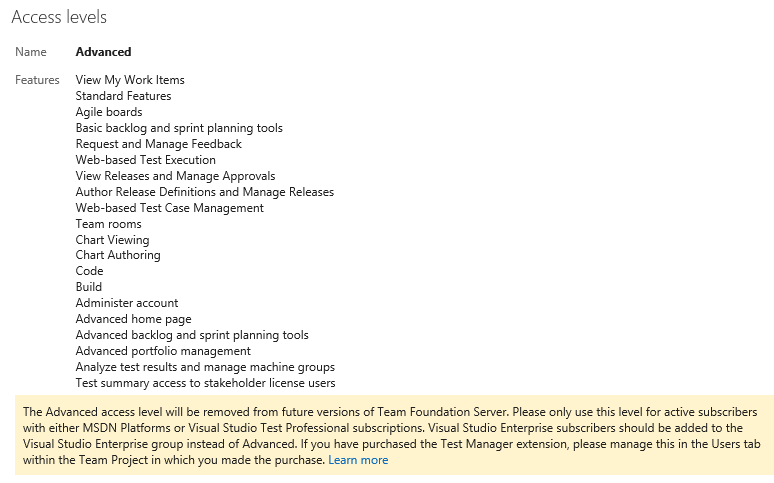 Access levels
Name Advanced
Features View My Work Items
Standard Features
Agile boards
Basic backlog and sprint planning tools
Request and Manage Feedback
Web-based Test Execution
View Releases and Manage Approvals
Author Release Definitions and Manage Releases
Web-based Test Case Management
Team rooms
Chart Viewing
Chart Authoring
Code
Build
Administer account
Advanced home page
Advanced backlog and sprint planning tools
Advanced portfolio management
Analyze test results and manage machine groups
Test summary access to stakeholder license users
The Advanced access level will be removed from future versions of Team Foundation Server. Please only use this level for active subscribers
with either MSDN Platforms or Visual Studio Test Professional subscriptions. Visual Studio Enterprise subscribers should be added to the
Visual Studio Enterprise group instead of Advanced. If you have purchased the Test Manager extension, please manage this in the Users tab
within the Team Project in which you made the purchase. Learn more